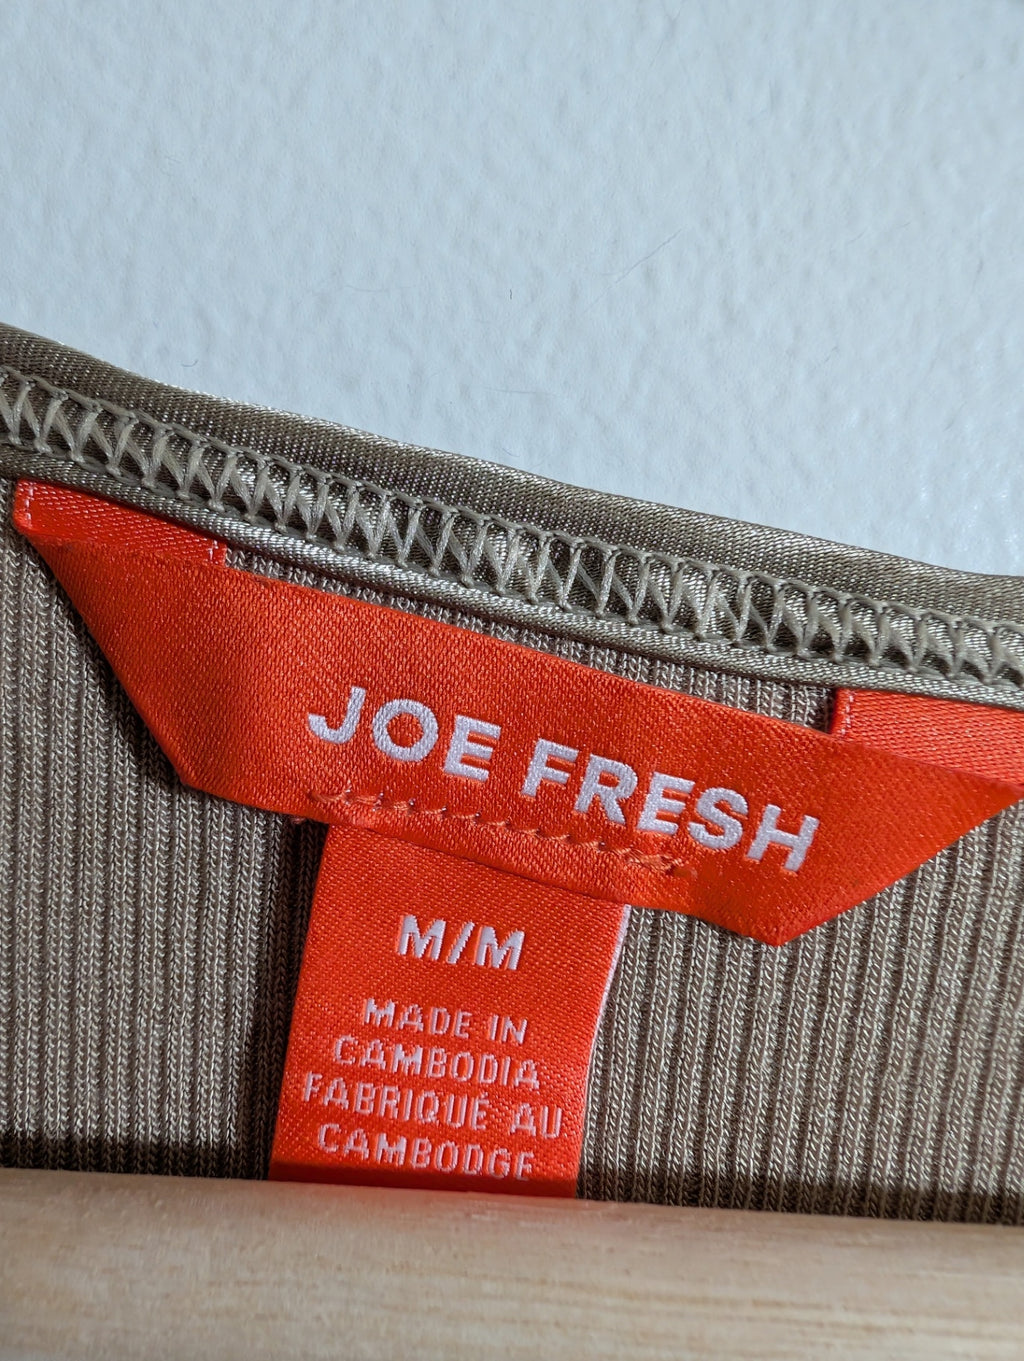 JOE FRESH
M/M
MADE IN
CAMBODIA
FABRIQUÉ AU
CAMBODGE